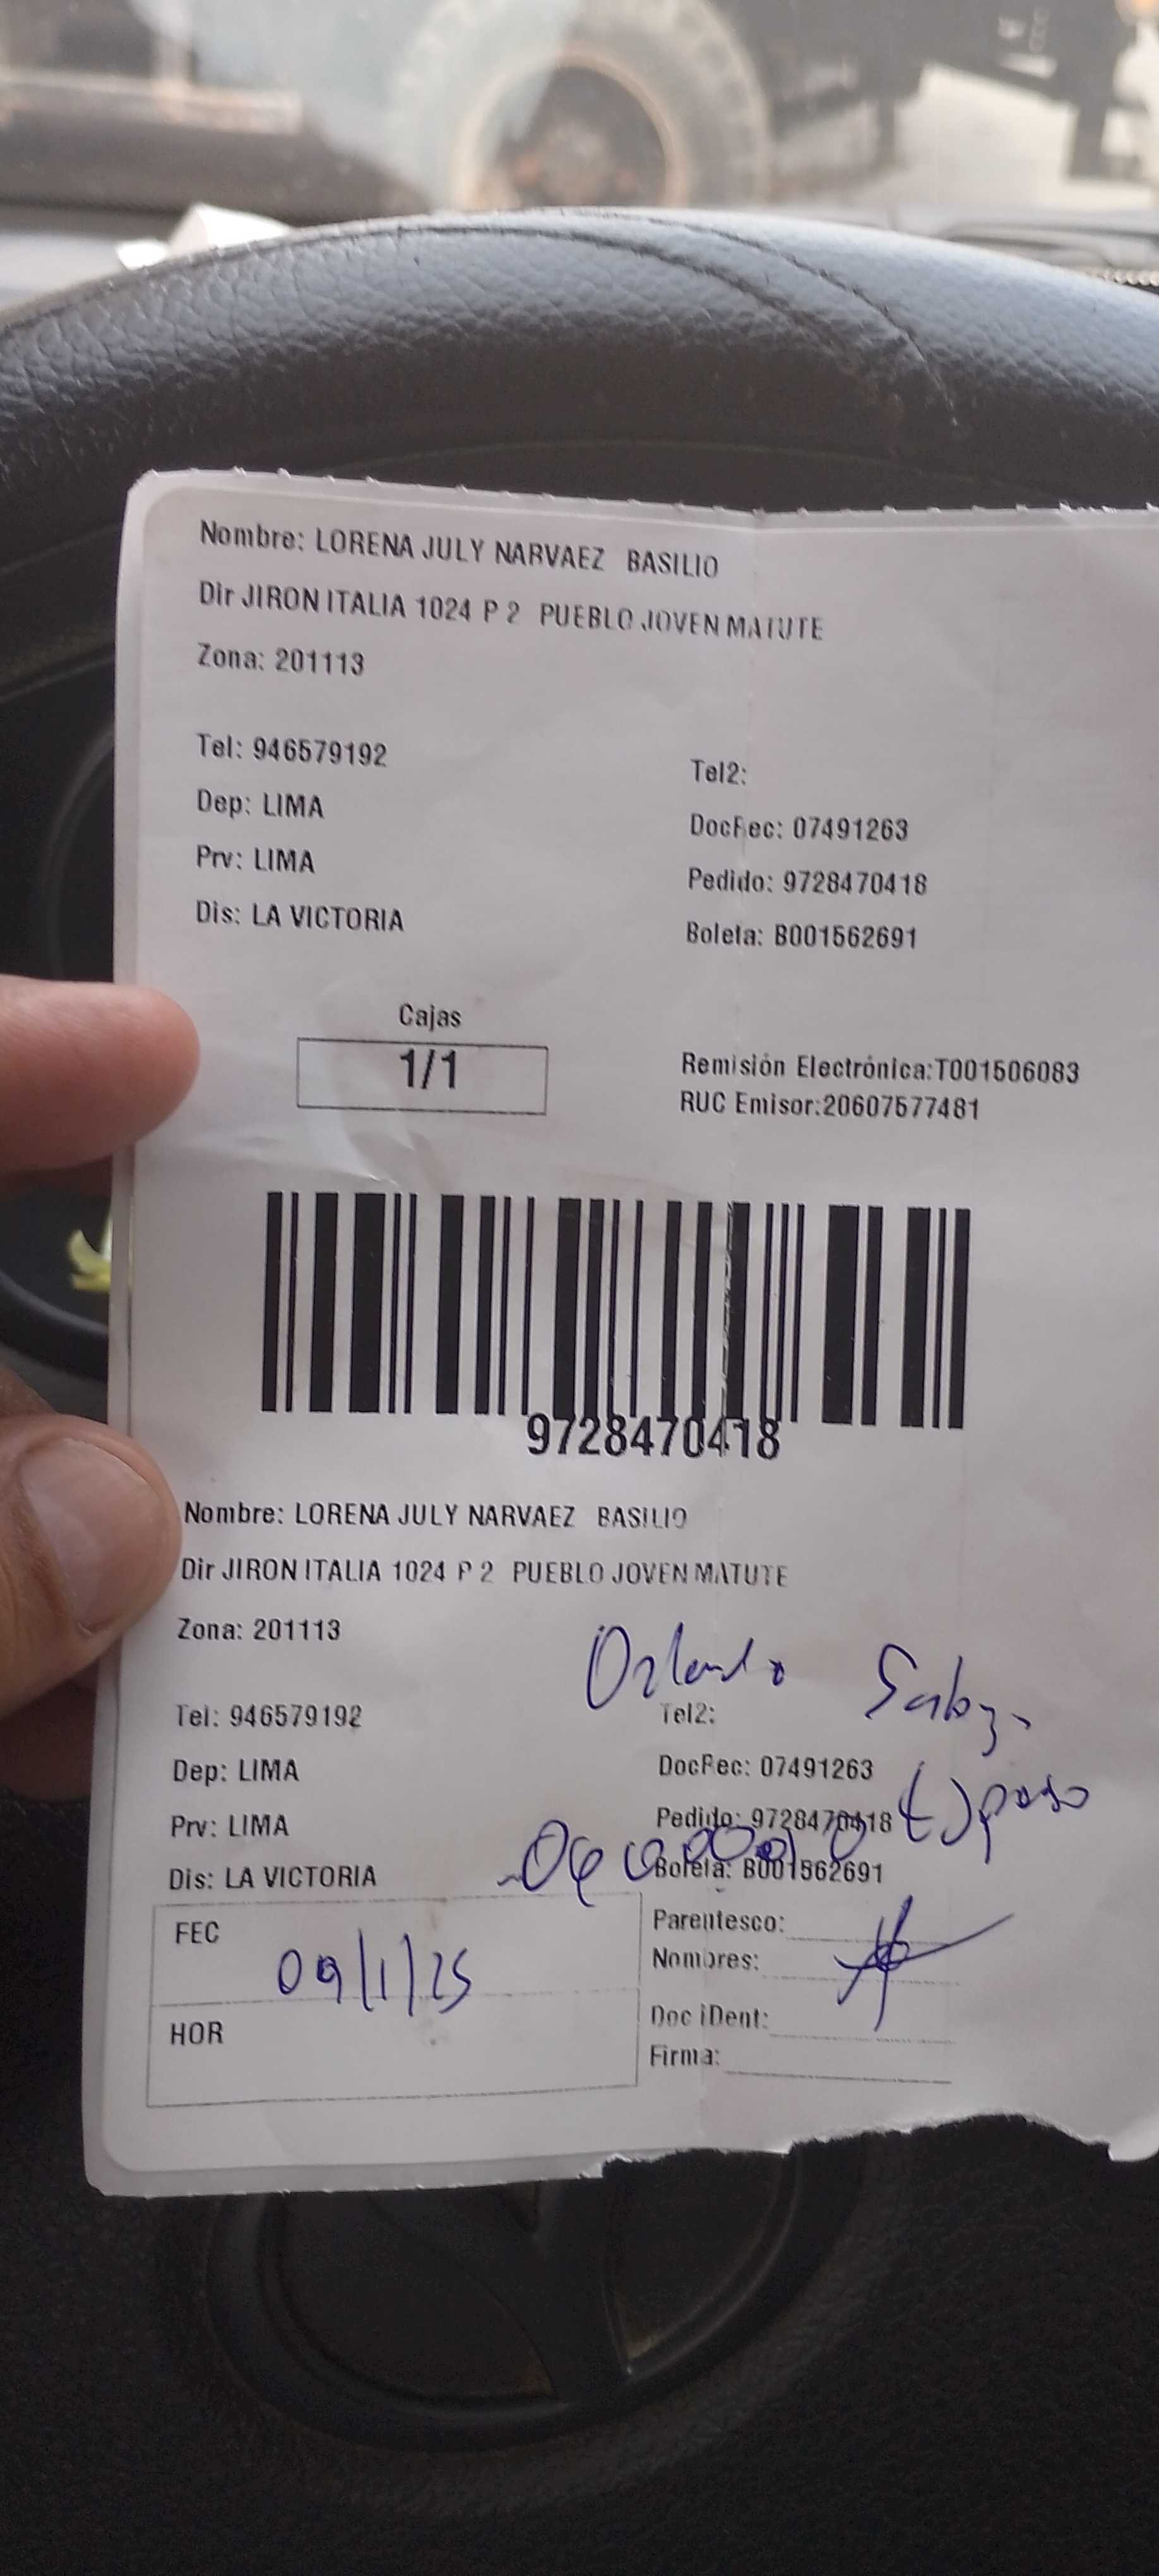 Nombre: LORENA JULY NARVAEZ BASILIO
Dir JIRON ITALIA 1024 P 2 PUEBLO JOVEN MATUTE
Zona: 201113
Tel: 946579192
Tel2:
Dep: LIMA
DocRec: 07491263
Prv: LIMA
Pedido: 9728470418
Dis: LA VICTORIA
Boleta: B001562691
Cajas
1/1
Remisión Electrónica:T001506083
RUC Emisor:20607577481
9728470418
Nombre: LORENA JULY NARVAEZ BASILIO
Dir JIRON ITALIA 1024 P 2 PUEBLO JOVEN MATUTE
Zona: 201113
Orlando
Tel: 946579192
Tel2:
Dep: LIMA
DocRec: 07491263
Esposo
Prv: LIMA
Pedido: 9728470418
Dis: LA VICTORIA
Boleta: B001562691
FEC
09/1/25
Parentesco:
Nombres:
HOR
Doc iDent:
Firma: